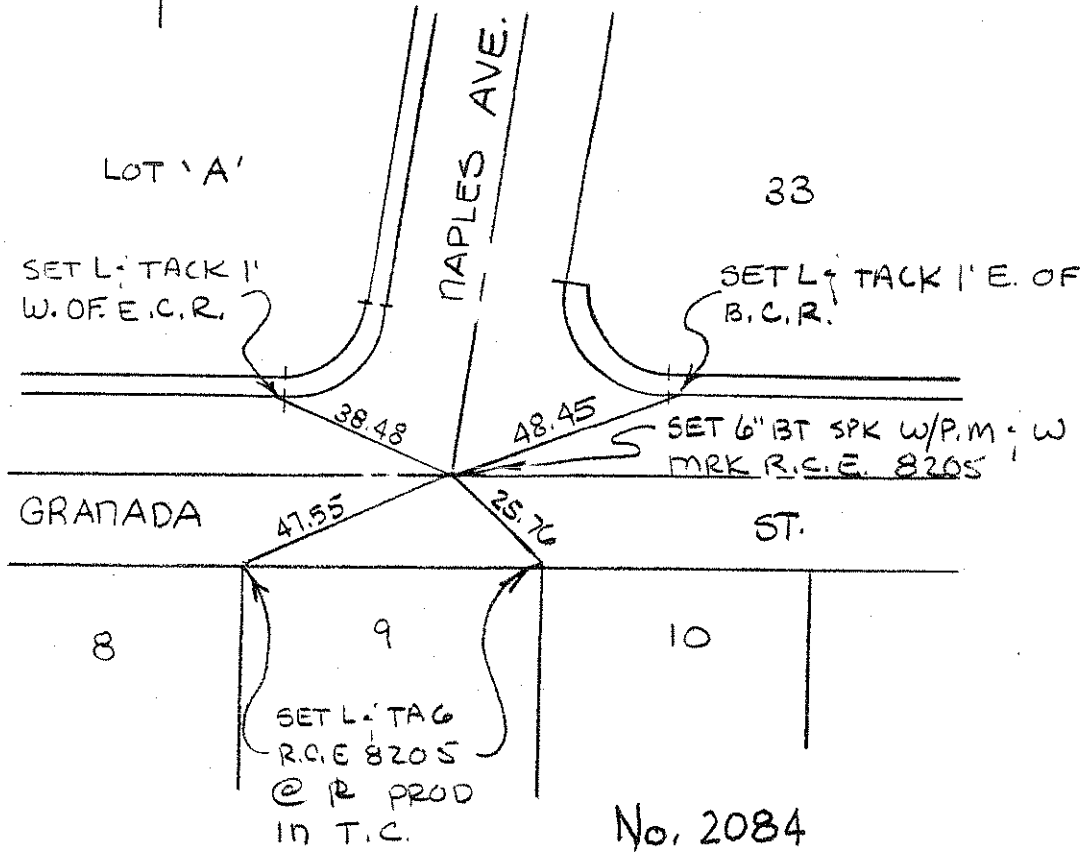 NAPLES AVE.
LOT 'A'
33
SET L & TACK 1'
W. OF E.C.R.
SET L & TACK 1' E. OF
B.C.R.
38.48
48.45
SET 6" BT SPK W/P.M & W
MRK R.C.E. 8205
GRANADA
47.55
25.76
ST.
8
9
10
SET L & TAG
R.C.E 8205
@ PL PROD
IN T.C.
No. 2084